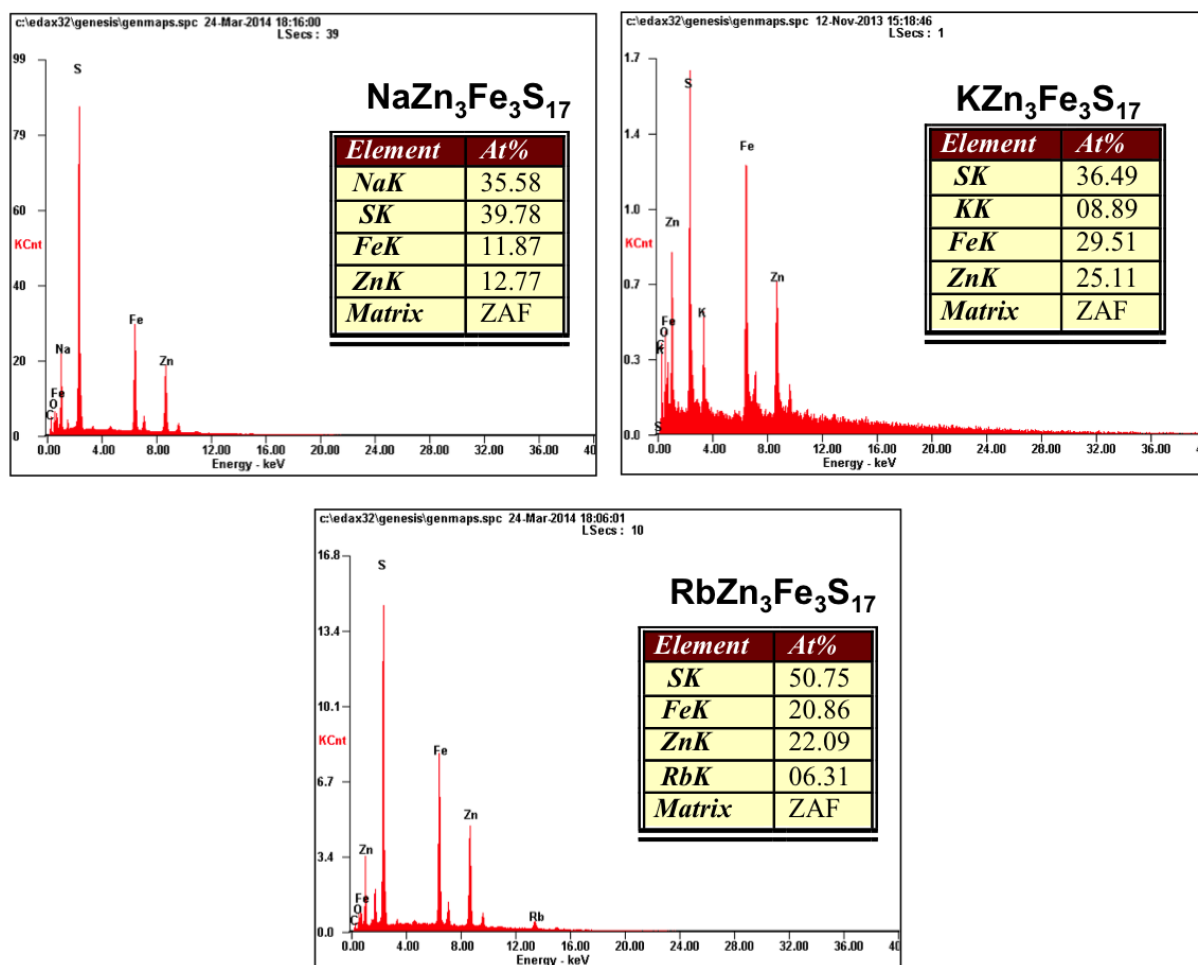 c:\edax32\genesis\genmaps.spc 24-Mar-2014 18:16:00
LSecs : 39
99
79
60
KCnt
40
20
0
S
Na
Fe
O
C
Fe
Zn
0.00 4.00 8.00 12.00 16.00 20.00 24.00 28.00 32.00 36.00 40
Energy - keV
NaZn₃Fe₃S₁₇
Element At%
NaK 35.58
SK 39.78
FeK 11.87
ZnK 12.77
Matrix ZAF
c:\edax32\genesis\genmaps.spc 12-Nov-2013 15:18:46
LSecs : 1
1.7
1.4
1.0
KCnt
0.7
0.3
0.0
S
Fe
Zn
Zn
K
Fe
O
C
K
S
0.00 4.00 8.00 12.00 16.00 20.00 24.00 28.00 32.00 36.00 4
Energy - keV
KZn₃Fe₃S₁₇
Element At%
SK 36.49
KK 08.89
FeK 29.51
ZnK 25.11
Matrix ZAF
c:\edax32\genesis\genmaps.spc 24-Mar-2014 18:06:01
LSecs : 10
16.8
13.4
10.1
KCnt
6.7
3.4
0.0
S
Fe
Zn
Zn
Fe
O
C
Rb
0.00 4.00 8.00 12.00 16.00 20.00 24.00 28.00 32.00 36.00 40
Energy - keV
RbZn₃Fe₃S₁₇
Element At%
SK 50.75
FeK 20.86
ZnK 22.09
RbK 06.31
Matrix ZAF